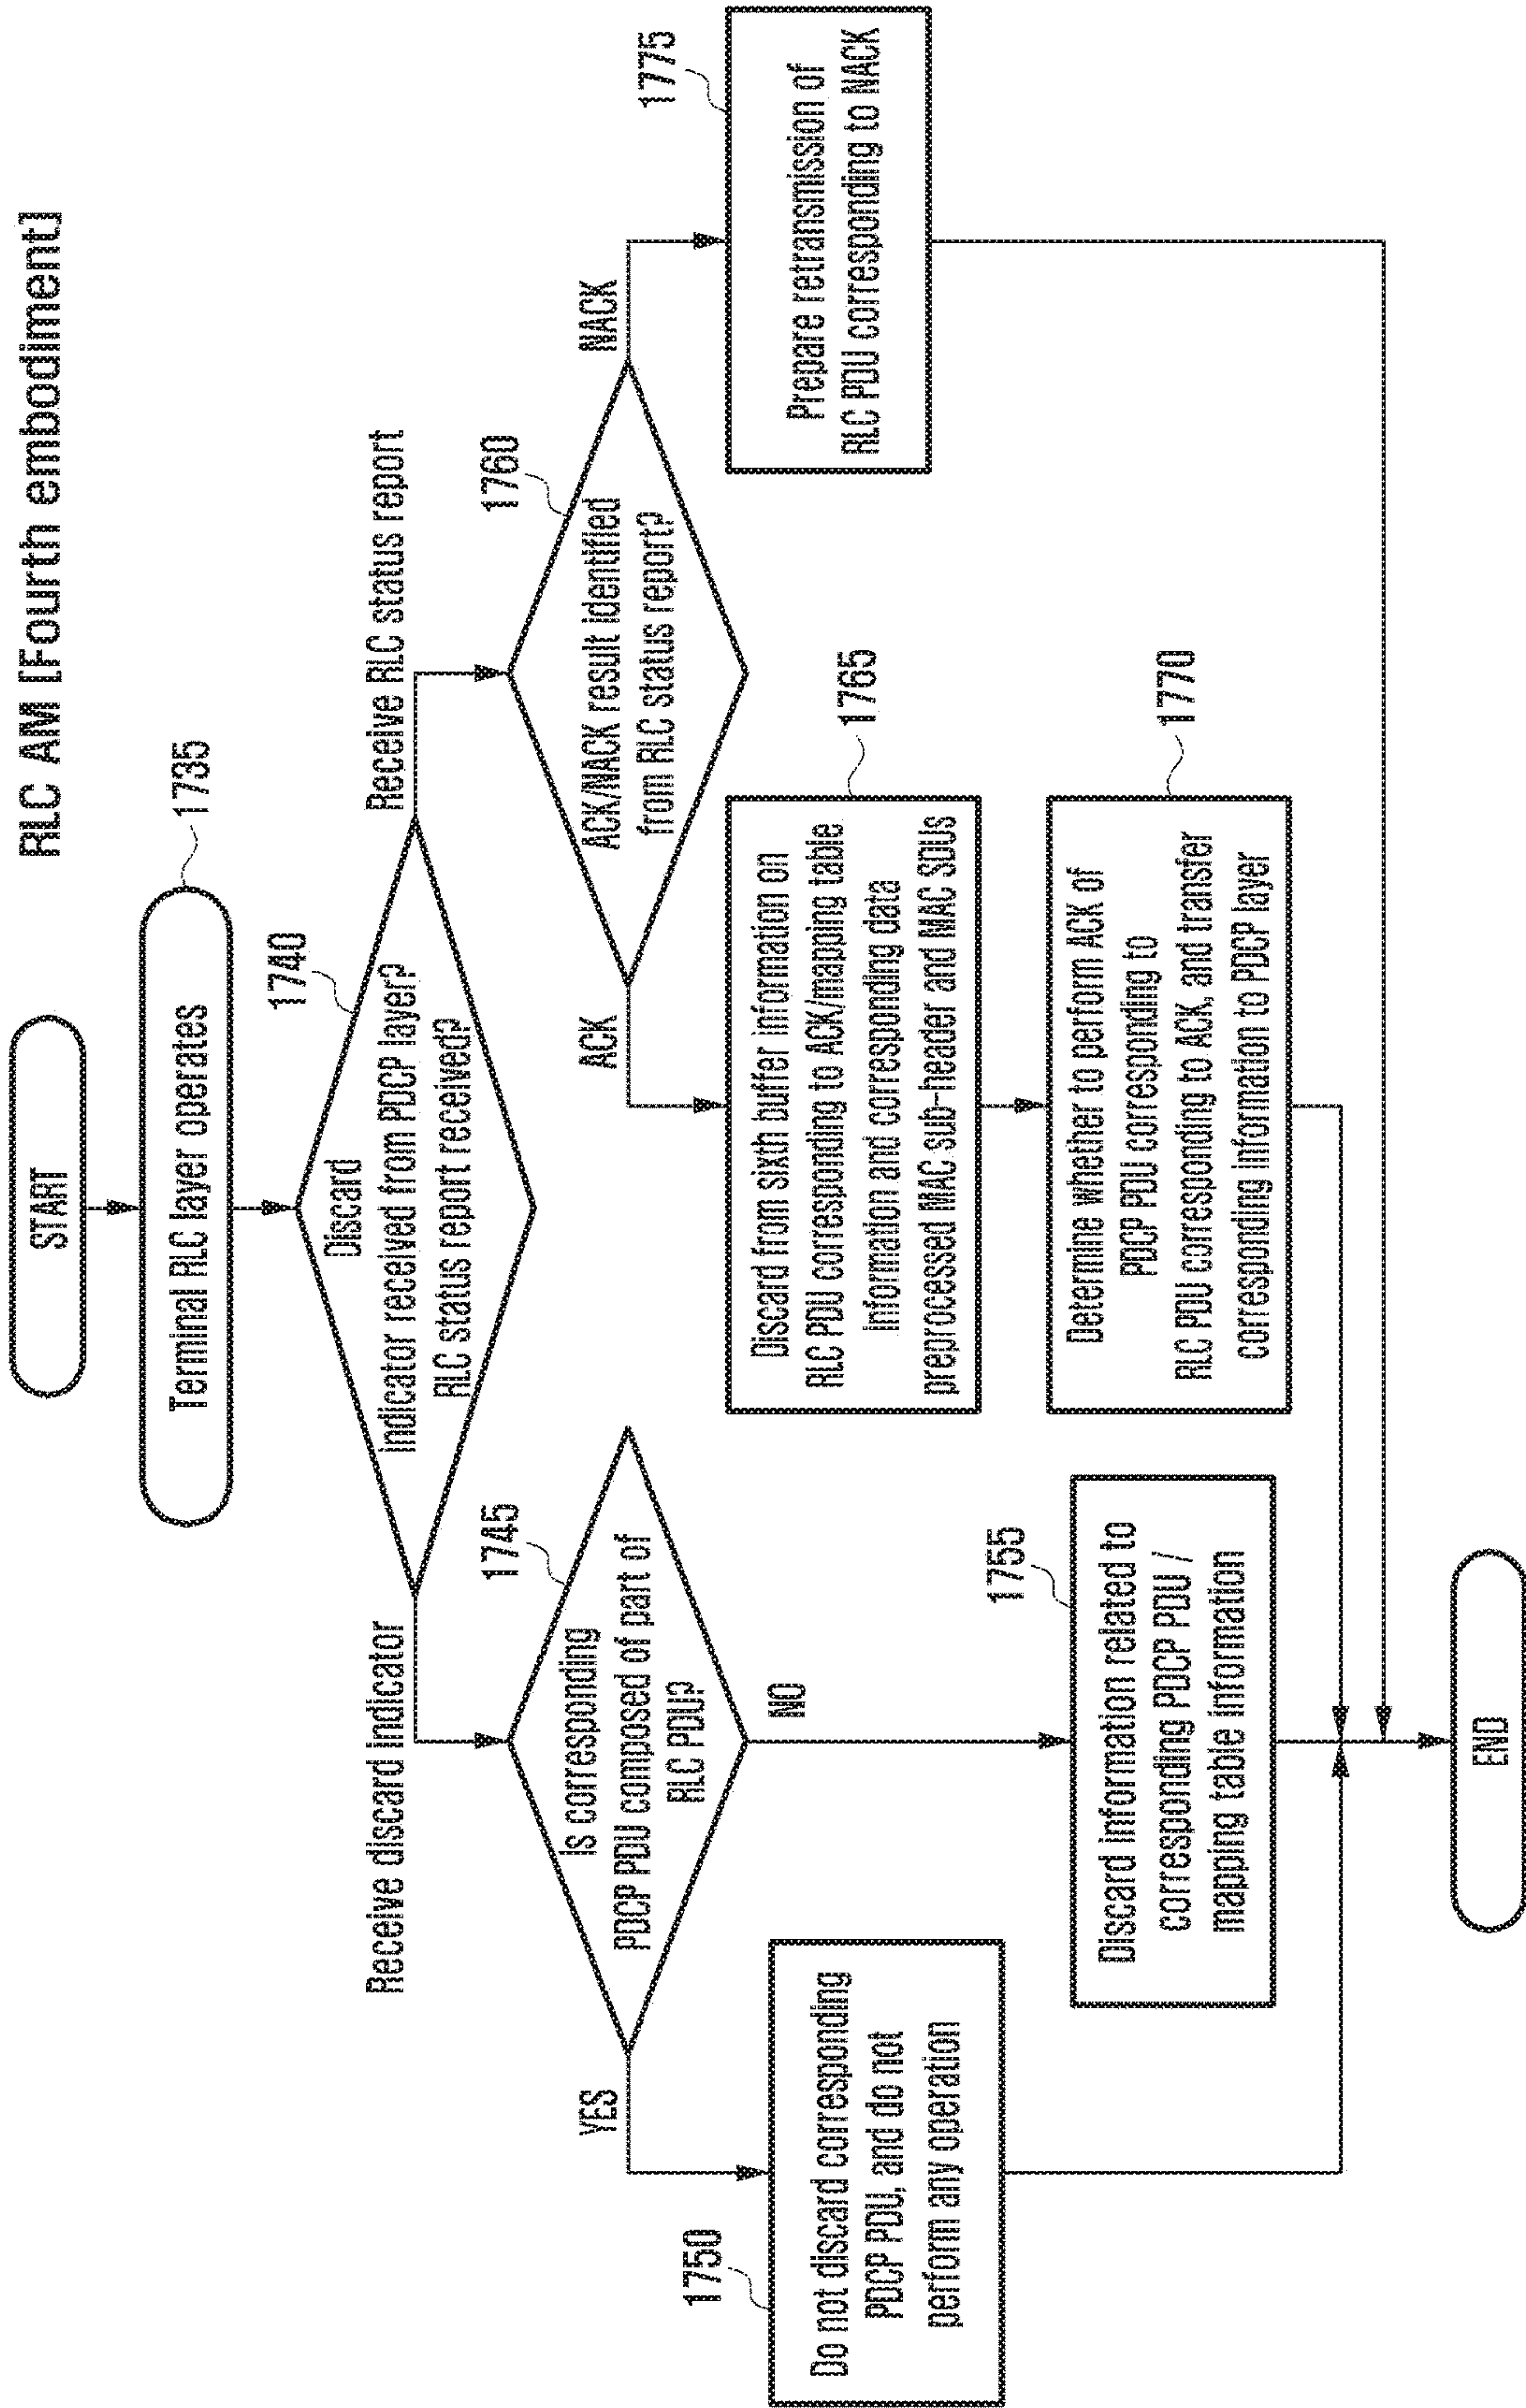 RLC AM [Fourth embodiment]
START
Terminal RLC layer operates
1735
Discard
indicator received from PDCP layer?
RLC status report received?
1740
Receive discard indicator
Receive RLC status report
Is corresponding
PDCP PDU composed of part of
RLC PDU?
1745
YES
NO
ACK/NACK result identified
from RLC status report?
1760
ACK
NACK
1750
Do not discard corresponding
PDCP PDU, and do not
perform any operation
1755
Discard information related to
corresponding PDCP PDU /
mapping table information
Discard from sixth buffer information on
RLC PDU corresponding to ACK/mapping table
information and corresponding data
preprocessed MAC sub-header and MAC SDUs
1765
Determine whether to perform ACK of
PDCP PDU corresponding to
RLC PDU corresponding to ACK, and transfer
corresponding information to PDCP layer
1770
Prepare retransmission of
RLC PDU corresponding to NACK
1775
END